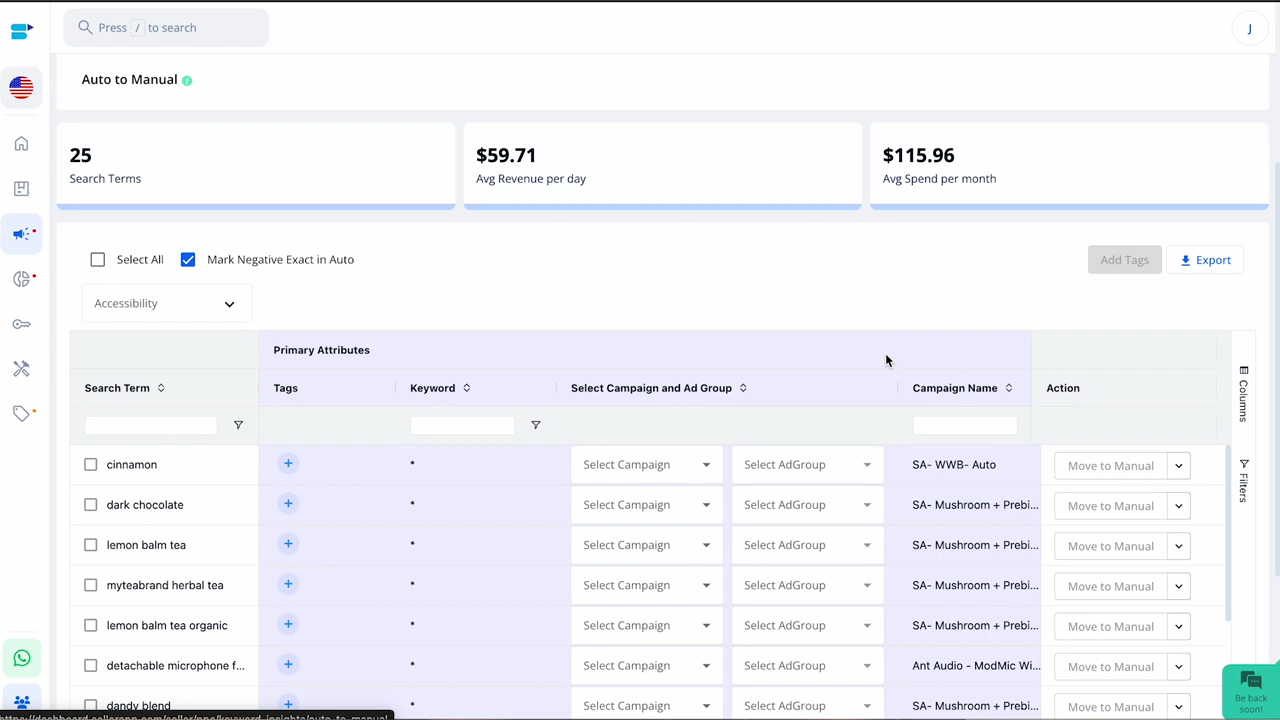 Press / to search
J
Auto to Manual
25
Search Terms
$59.71
Avg Revenue per day
$115.96
Avg Spend per month
Select All
Mark Negative Exact in Auto
Add Tags
Export
Accessibility
Primary Attributes
Search Term
Tags
Keyword
Select Campaign and Ad Group
Campaign Name
Action
Columns
Filters
cinnamon + * Select Campaign Select AdGroup SA- WWB- Auto Move to Manual
dark chocolate + * Select Campaign Select AdGroup SA- Mushroom + Prebi... Move to Manual
lemon balm tea + * Select Campaign Select AdGroup SA- Mushroom + Prebi... Move to Manual
myteabrand herbal tea + * Select Campaign Select AdGroup SA- Mushroom + Prebi... Move to Manual
lemon balm tea organic + * Select Campaign Select AdGroup SA- Mushroom + Prebi... Move to Manual
detachable microphone f... + * Select Campaign Select AdGroup Ant Audio - ModMic Wi... Move to Manual
dandy blend + * Select Campaign Select AdGroup SA- Mushroom + Prebi... Move to Manual
Be back
soon!